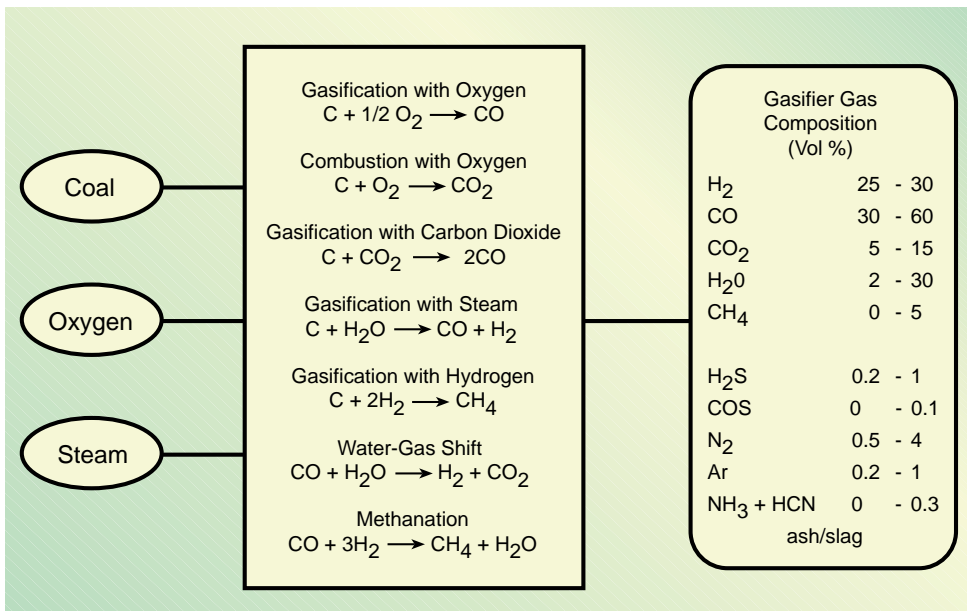 Coal
Oxygen
Steam
Gasification with Oxygen
C + 1/2 O₂ ⟶ CO
Combustion with Oxygen
C + O₂ ⟶ CO₂
Gasification with Carbon Dioxide
C + CO₂ ⟶ 2CO
Gasification with Steam
C + H₂O ⟶ CO + H₂
Gasification with Hydrogen
C + 2H₂ ⟶ CH₄
Water-Gas Shift
CO + H₂O ⟶ H₂ + CO₂
Methanation
CO + 3H₂ ⟶ CH₄ + H₂O
Gasifier Gas
Composition
(Vol %)
H₂ 25 - 30
CO 30 - 60
CO₂ 5 - 15
H₂0 2 - 30
CH₄ 0 - 5
H₂S 0.2 - 1
COS 0 - 0.1
N₂ 0.5 - 4
Ar 0.2 - 1
NH₃ + HCN 0 - 0.3
ash/slag